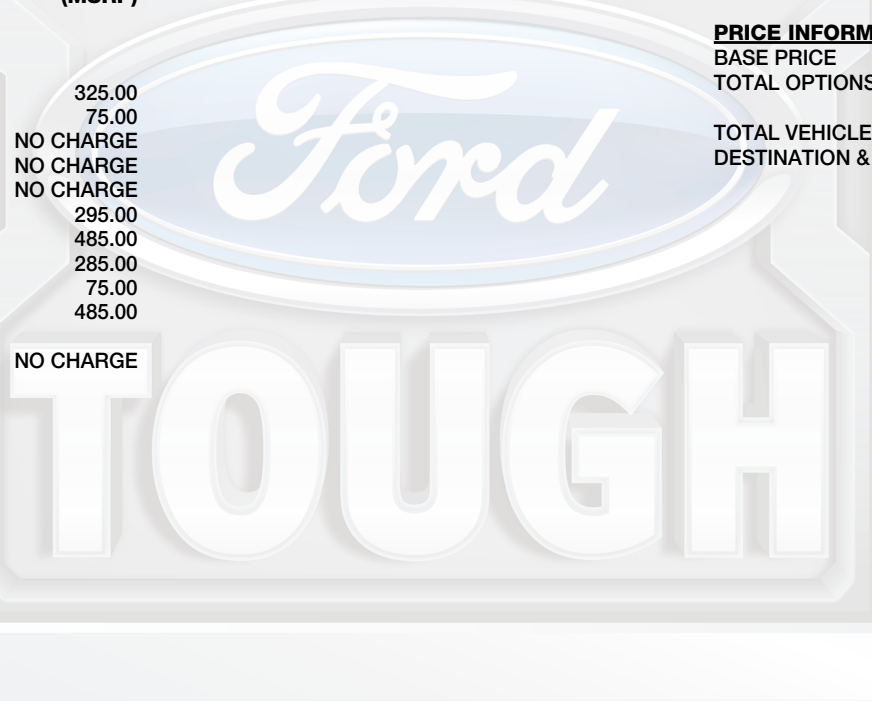 (MSRP)
325.00
75.00
NO CHARGE
NO CHARGE
NO CHARGE
295.00
485.00
285.00
75.00
485.00
NO CHARGE
PRICE INFORM
BASE PRICE
TOTAL OPTIONS
TOTAL VEHICLE
DESTINATION &
Ford
TOUGH